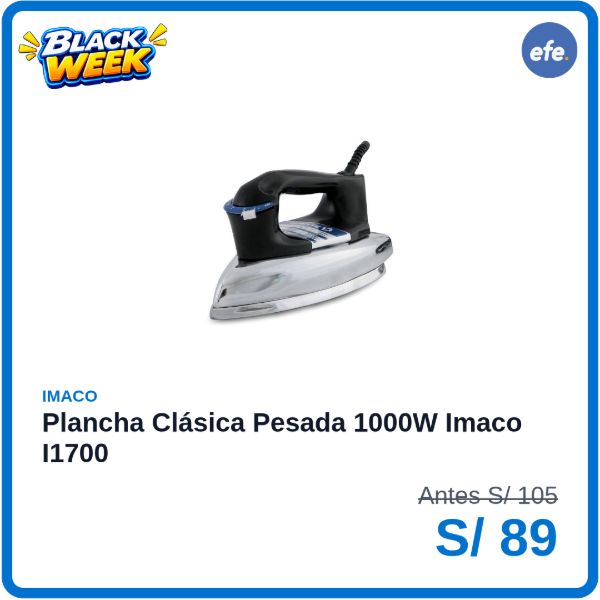 BLACK
WEEK
efe.
IMACO
Plancha Clásica Pesada 1000W Imaco
I1700
Antes S/ 105
S/ 89